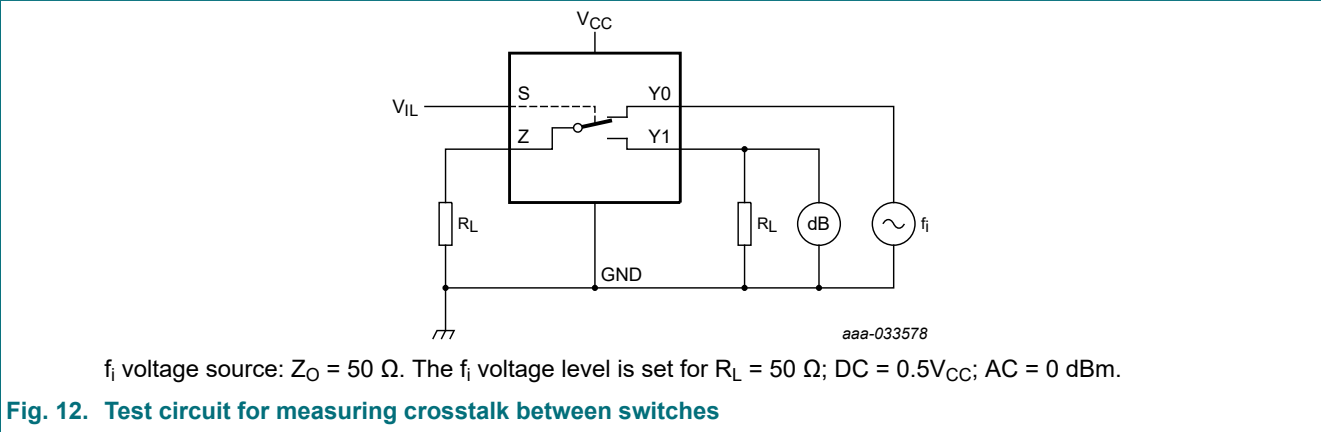 VCC
S
Y0
VIL
Z
Y1
RL
RL
dB
fi
GND
aaa-033578
fi voltage source: ZO = 50 Ω. The fi voltage level is set for RL = 50 Ω; DC = 0.5VCC; AC = 0 dBm.
Fig. 12. Test circuit for measuring crosstalk between switches